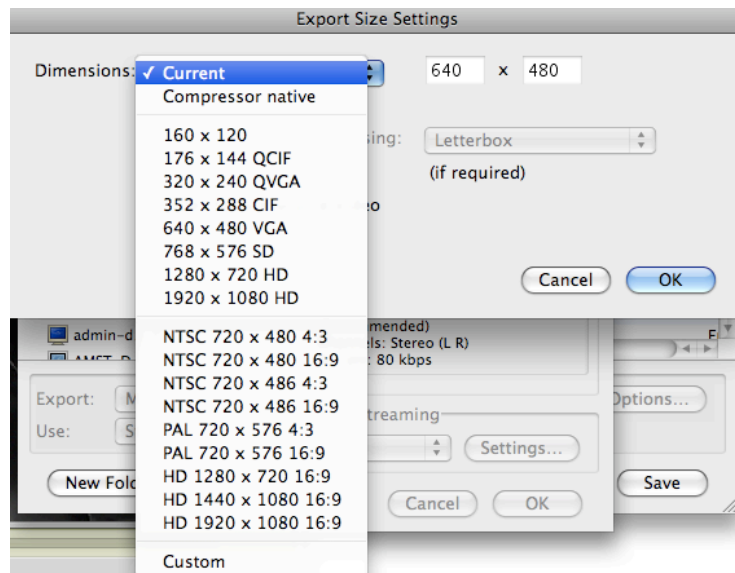 Export Size Settings
Dimensions: ✓ Current 640 x 480
Compressor native
160 x 120
176 x 144 QCIF
320 x 240 QVGA
352 x 288 CIF
640 x 480 VGA
768 x 576 SD
1280 x 720 HD
1920 x 1080 HD
NTSC 720 x 480 4:3
NTSC 720 x 480 16:9
NTSC 720 x 486 4:3
NTSC 720 x 486 16:9
PAL 720 x 576 4:3
PAL 720 x 576 16:9
HD 1280 x 720 16:9
HD 1440 x 1080 16:9
HD 1920 x 1080 16:9
Custom
sing: Letterbox
(if required)
eo
Cancel OK
admin-d
mended)
els: Stereo (L R)
: 80 kbps
Export: M
Options...
Use: S
treaming
Settings...
New Fold
Cancel OK
Save